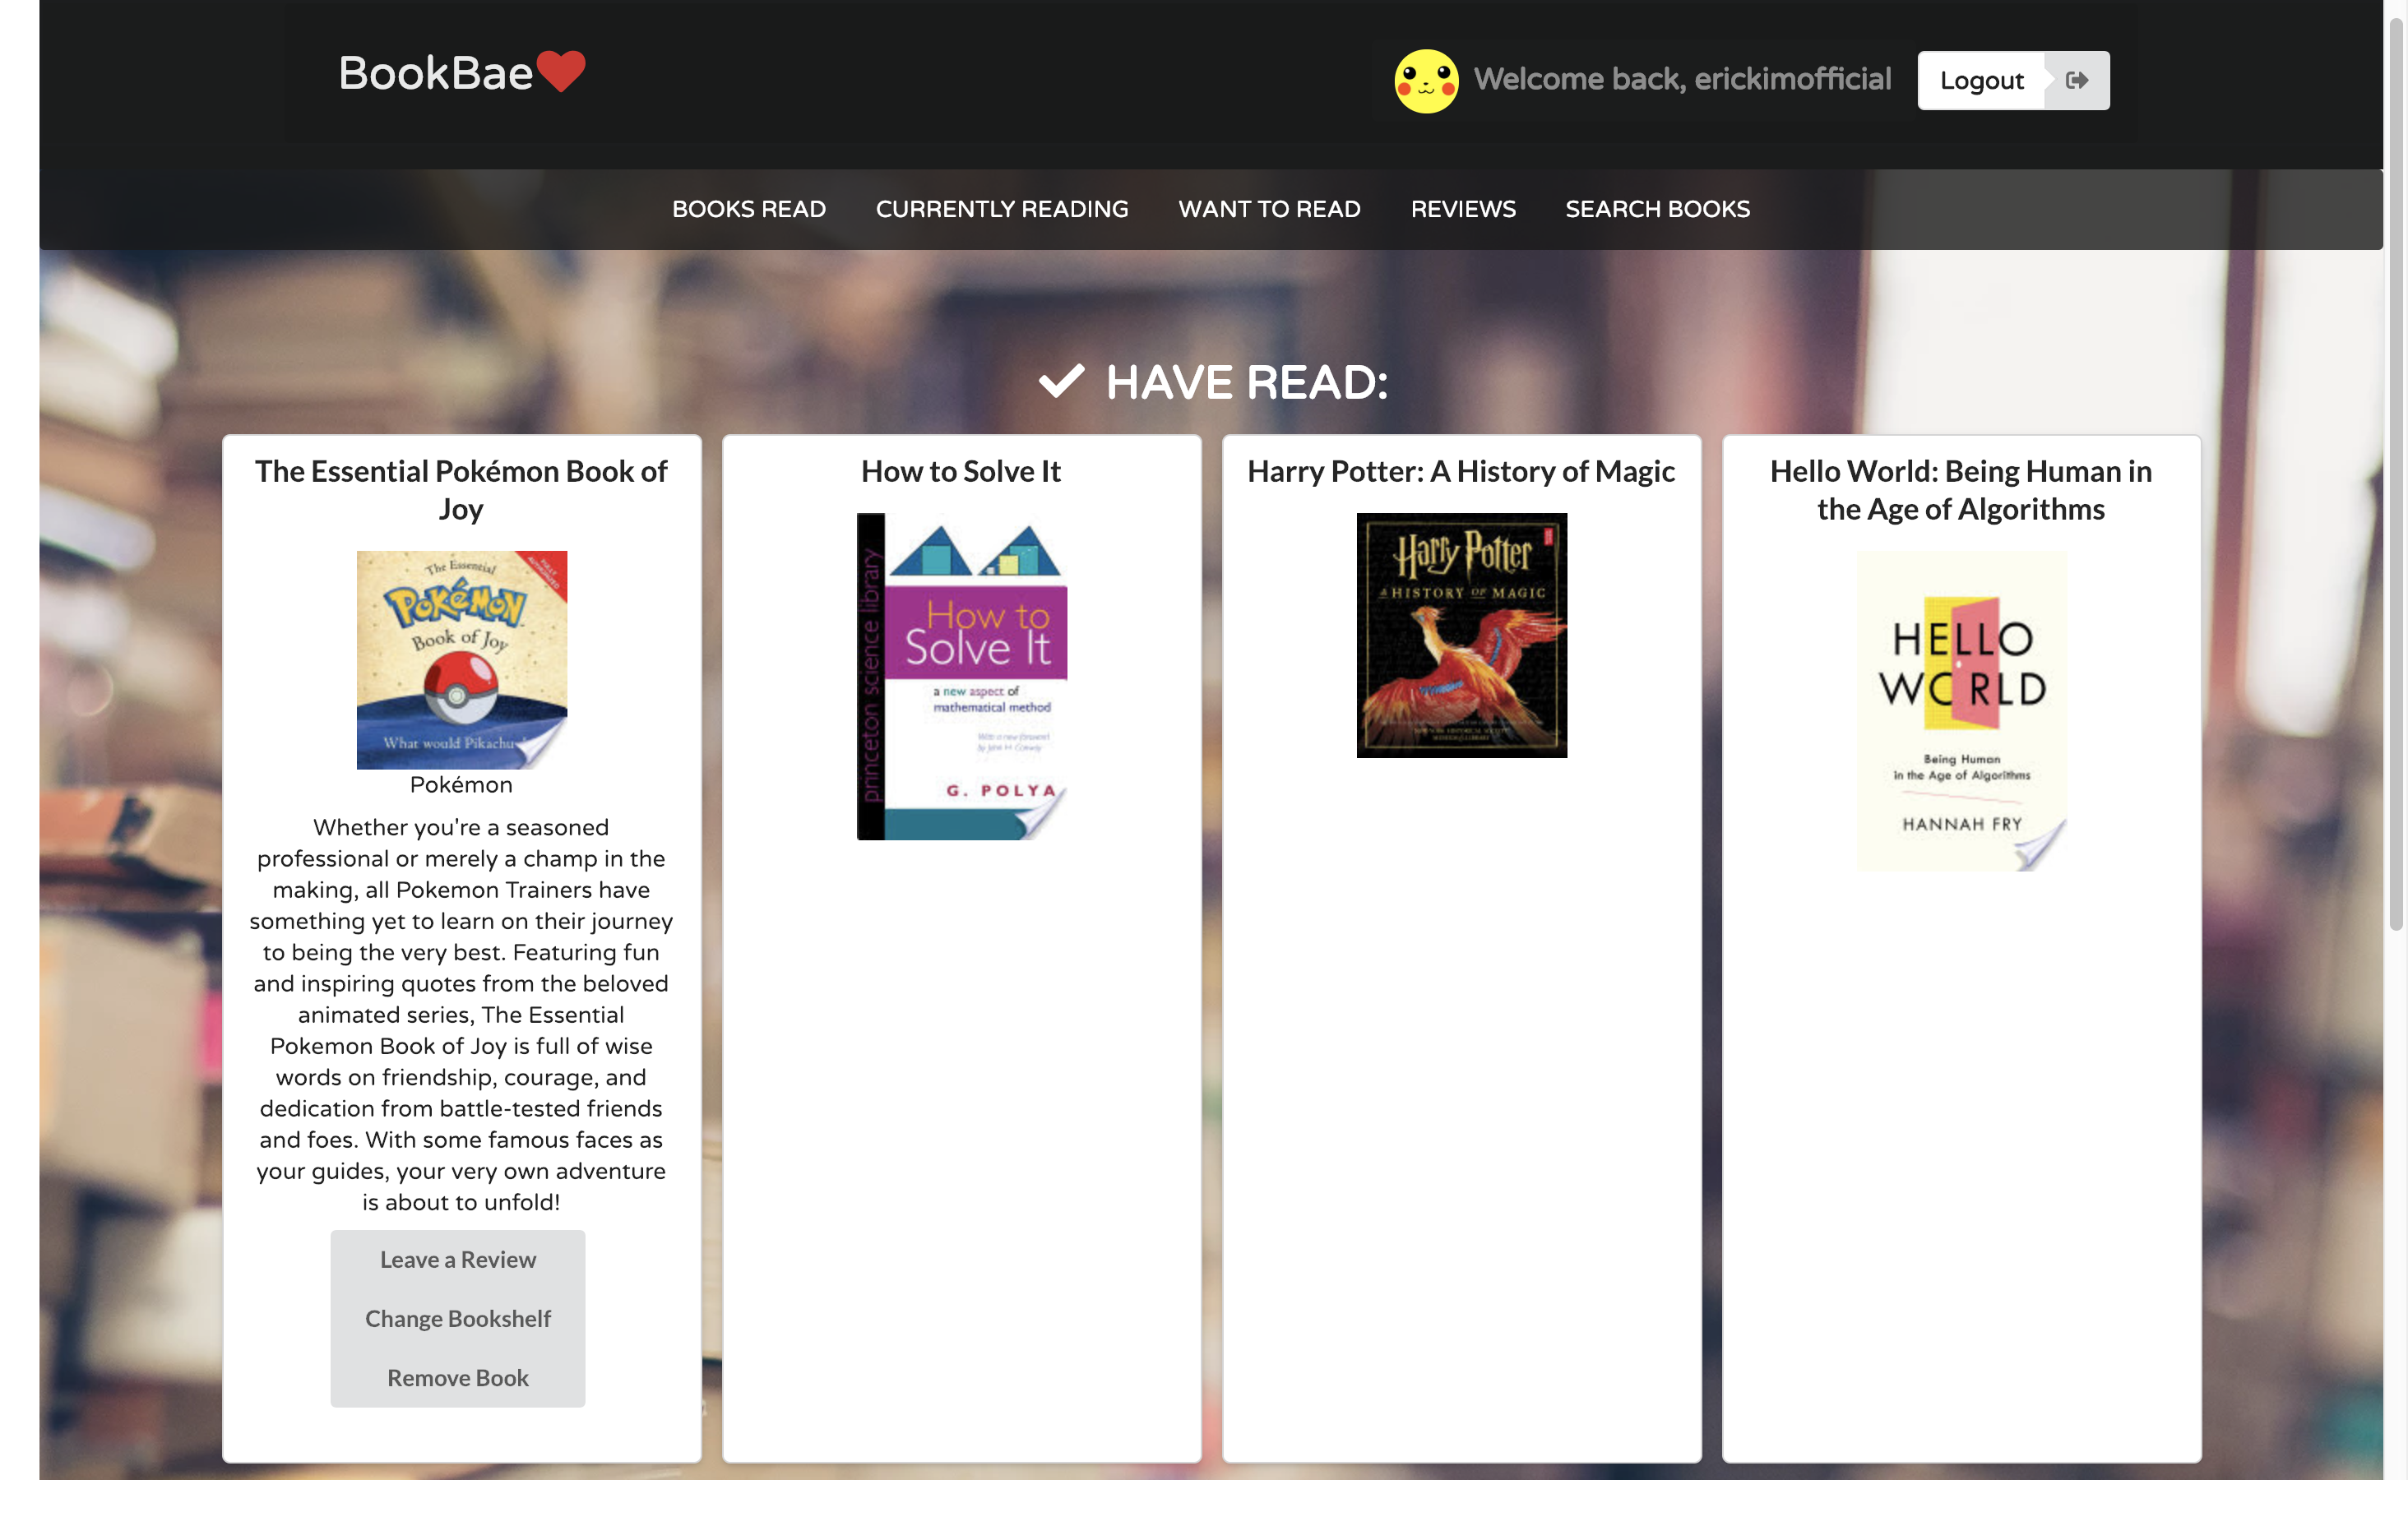 BookBae
Welcome back, erickimofficial
Logout
BOOKS READ CURRENTLY READING WANT TO READ REVIEWS SEARCH BOOKS
HAVE READ:
The Essential Pokémon Book of
Joy
The Essential
FULLY
AUTHORIZED
POKéMON
Book of Joy
What would Pikachu
Pokémon
Whether you're a seasoned
professional or merely a champ in the
making, all Pokemon Trainers have
something yet to learn on their journey
to being the very best. Featuring fun
and inspiring quotes from the beloved
animated series, The Essential
Pokemon Book of Joy is full of wise
words on friendship, courage, and
dedication from battle-tested friends
and foes. With some famous faces as
your guides, your very own adventure
is about to unfold!
Leave a Review
Change Bookshelf
Remove Book
How to Solve It
princeton science library
How to
Solve It
a new aspect of
mathematical method
With a new foreword
by John H. Conway
G. POLYA
Harry Potter: A History of Magic
Harry Potter
A HISTORY OF MAGIC
Hello World: Being Human in
the Age of Algorithms
HELLO
WORLD
Being Human
in the Age of Algorithms
HANNAH FRY